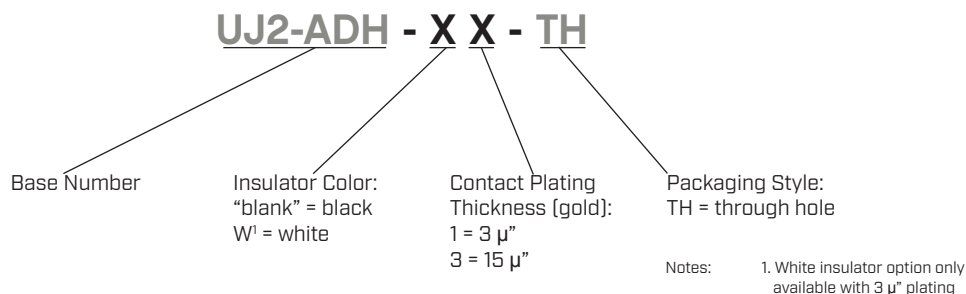 UJ2-ADH - X X - TH
Base Number
Insulator Color:
“blank” = black
W¹ = white
Contact Plating
Thickness (gold):
1 = 3 µ”
3 = 15 µ”
Packaging Style:
TH = through hole
Notes: 1. White insulator option only
available with 3 µ” plating